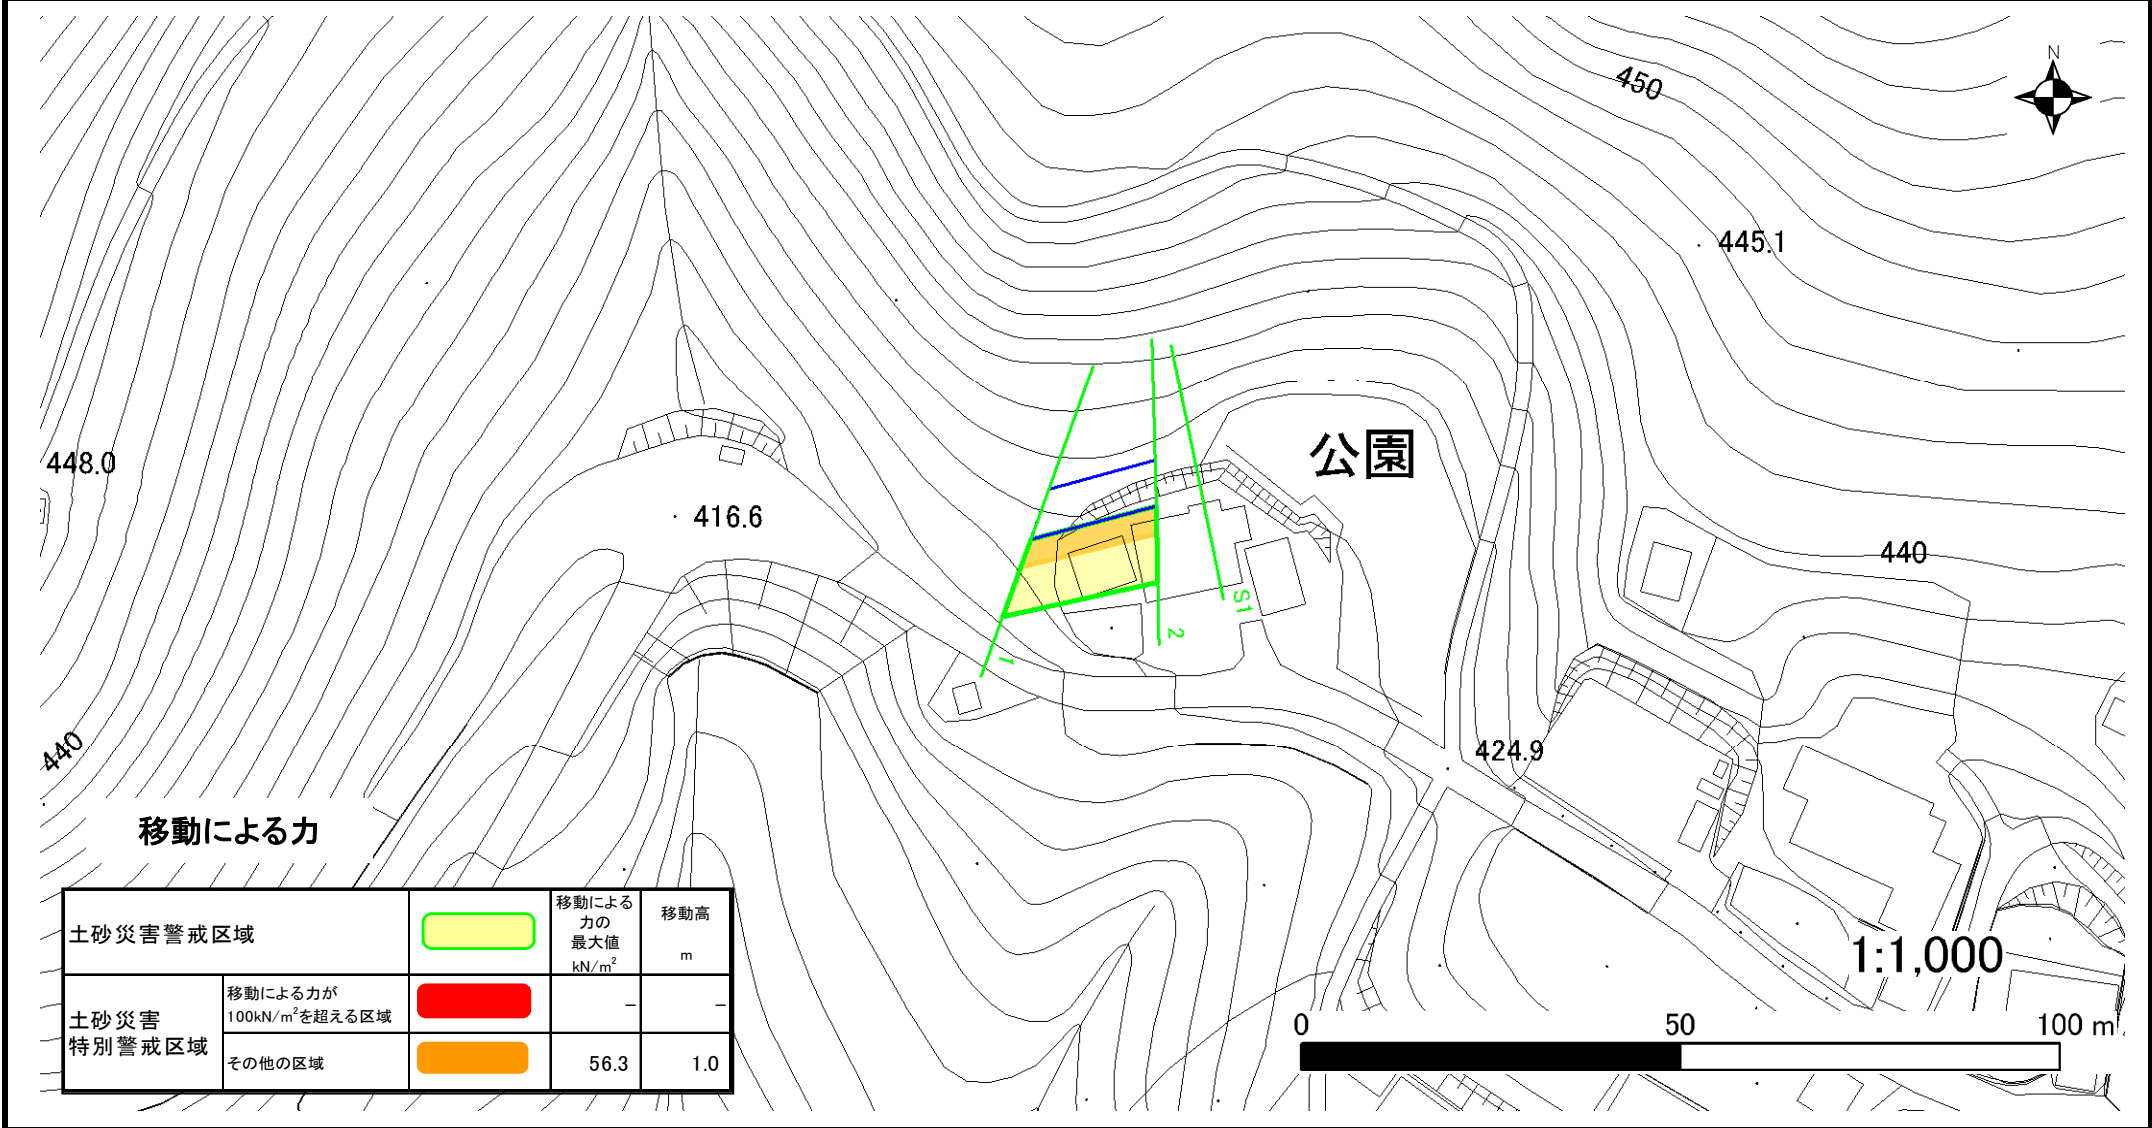 N
450
445.1
公園
448.0
416.6
440
S1
2
1
424.9
440
移動による力
土砂災害警戒区域
移動による
力の
最大値
kN/m²
移動高
m
土砂災害
特別警戒区域
移動による力が
100kN/m²を超える区域
-
-
その他の区域
56.3
1.0
1:1,000
0 50 100 m